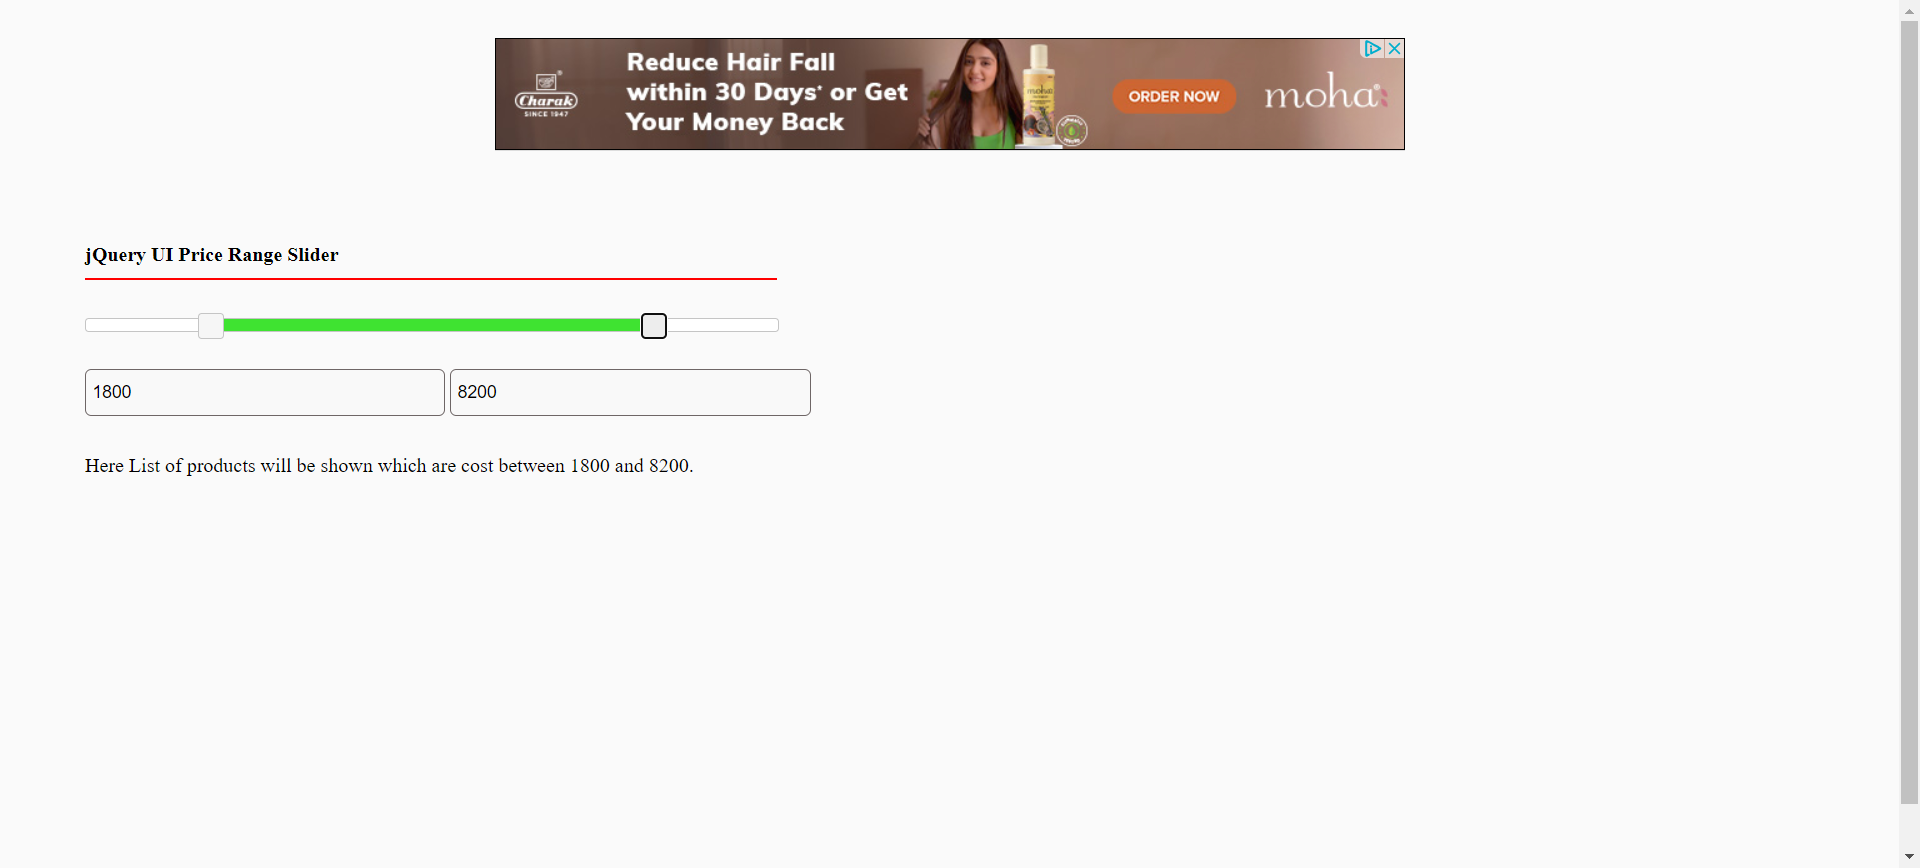 Charak
SINCE 1947
Reduce Hair Fall
within 30 Days* or Get
Your Money Back
moha
ORDER NOW
moha
jQuery UI Price Range Slider
1800
8200
Here List of products will be shown which are cost between 1800 and 8200.